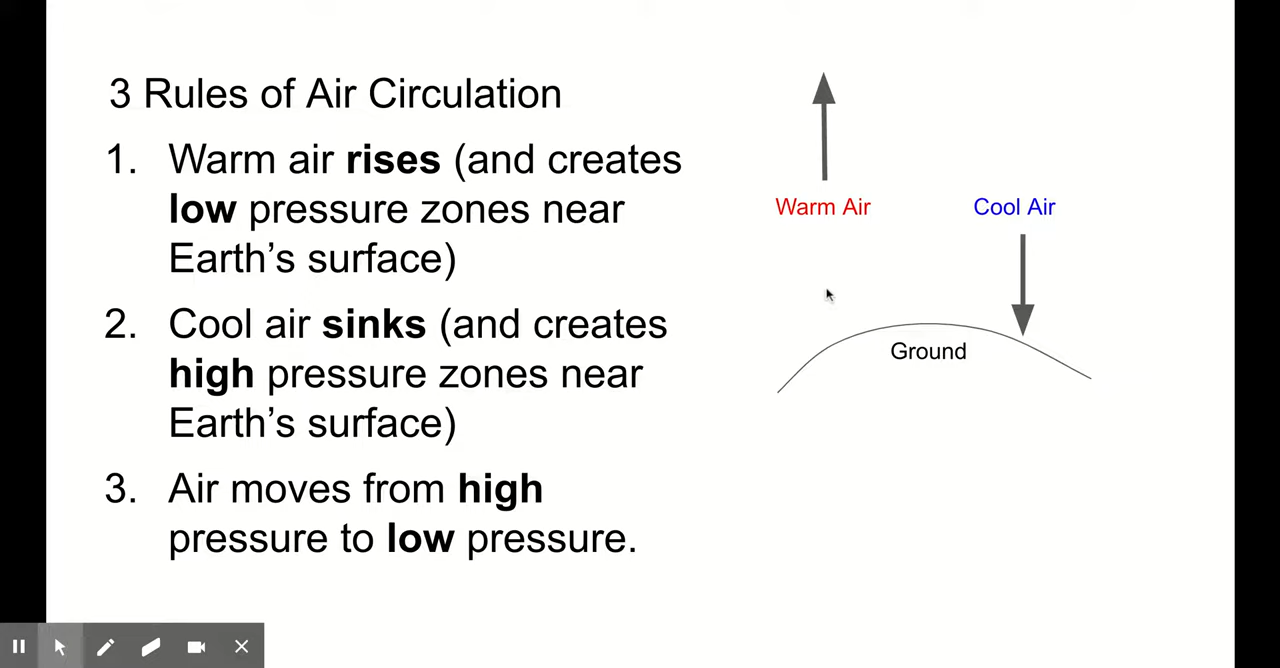 3 Rules of Air Circulation
1. Warm air rises (and creates
low pressure zones near
Earth’s surface)
2. Cool air sinks (and creates
high pressure zones near
Earth’s surface)
3. Air moves from high
pressure to low pressure.
Warm Air
Cool Air
Ground